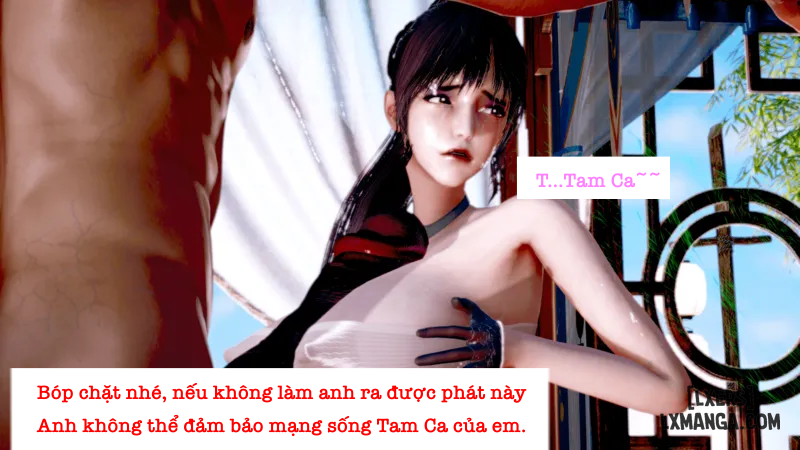 T...Tam Ca~~
Bóp chặt nhé, nếu không làm anh ra được phát này
Anh không thể đảm bảo mạng sống Tam Ca của em.
LXMANGA.COM